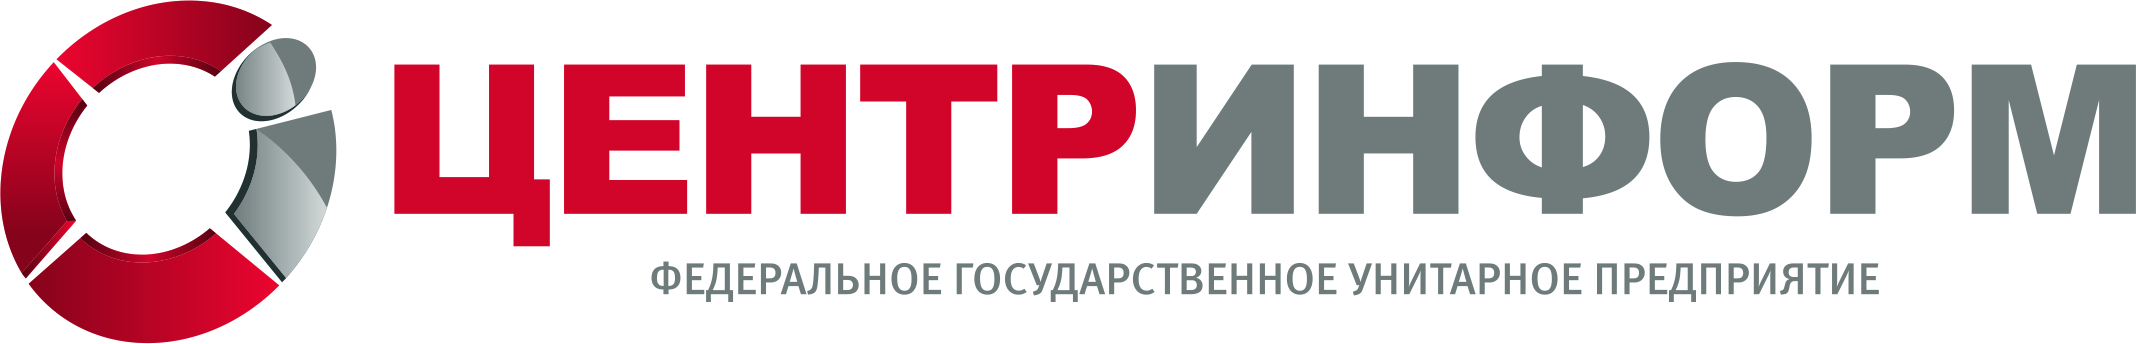 ЦЕНТРИНФОРМ
ФЕДЕРАЛЬНОЕ ГОСУДАРСТВЕННОЕ УНИТАРНОЕ ПРЕДПРИЯТИЕ